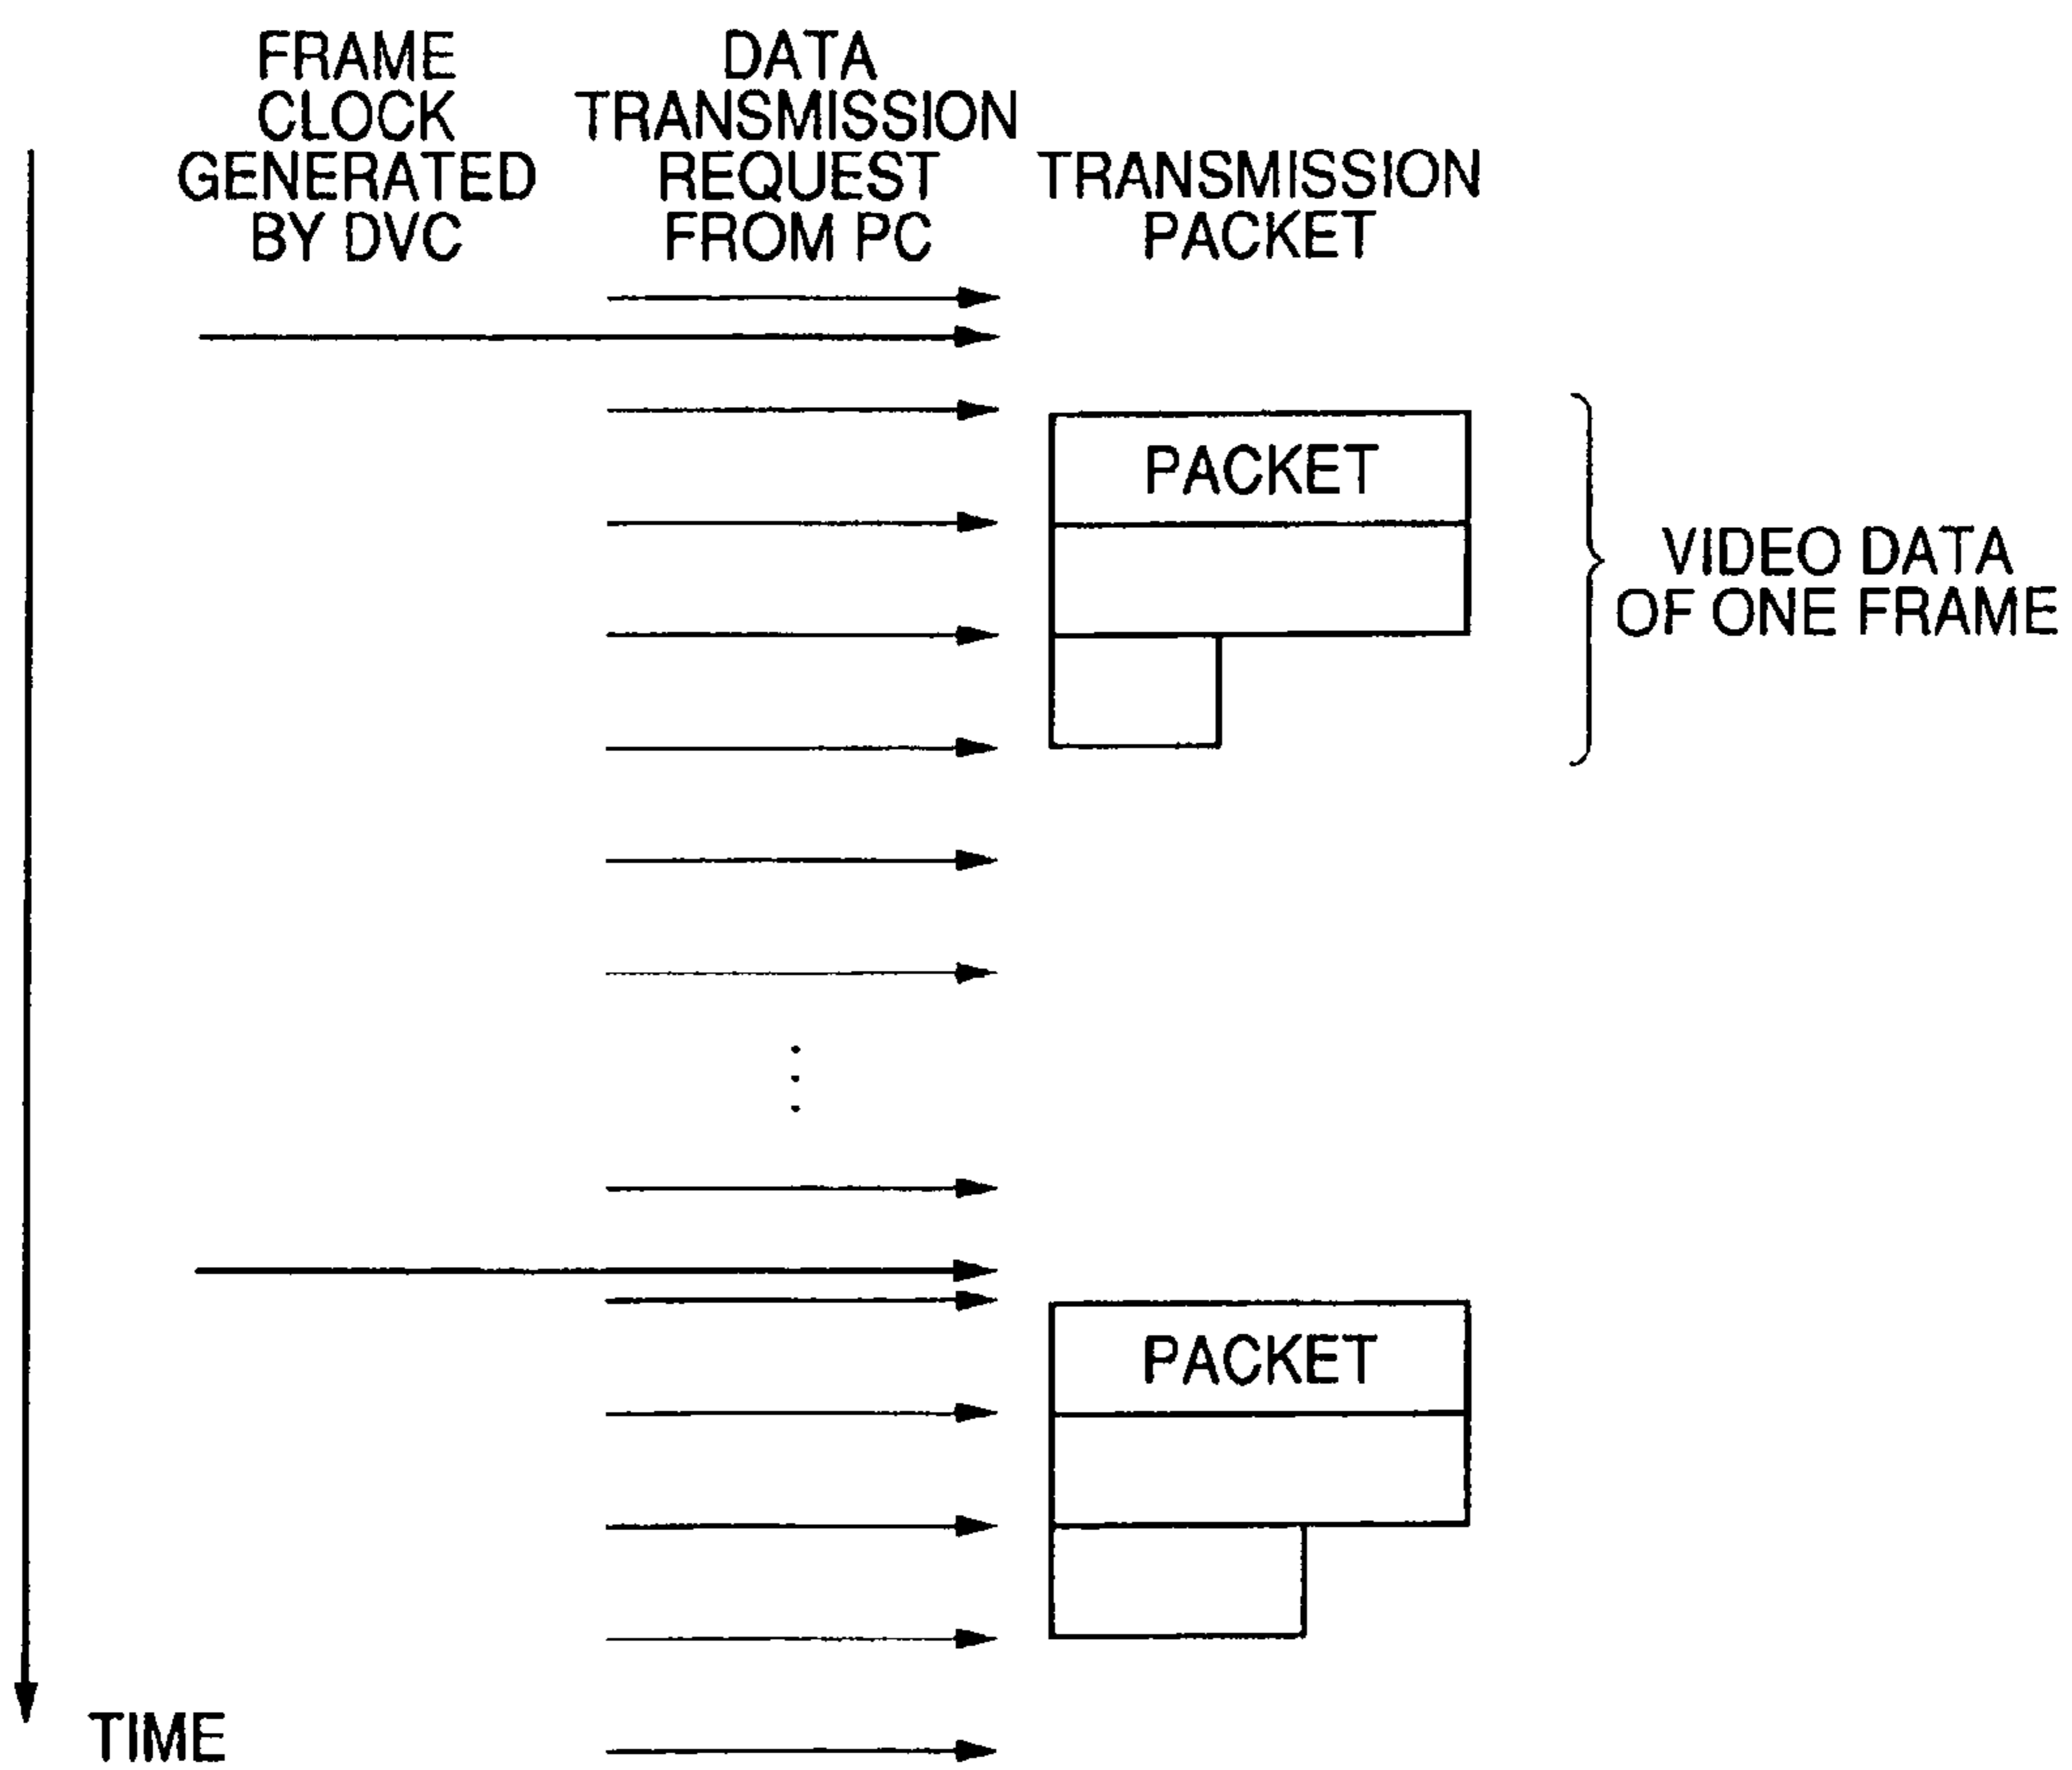 FRAME
CLOCK
GENERATED
BY DVC
DATA
TRANSMISSION
REQUEST
FROM PC
TRANSMISSION
PACKET
PACKET
VIDEO DATA
OF ONE FRAME
PACKET
TIME